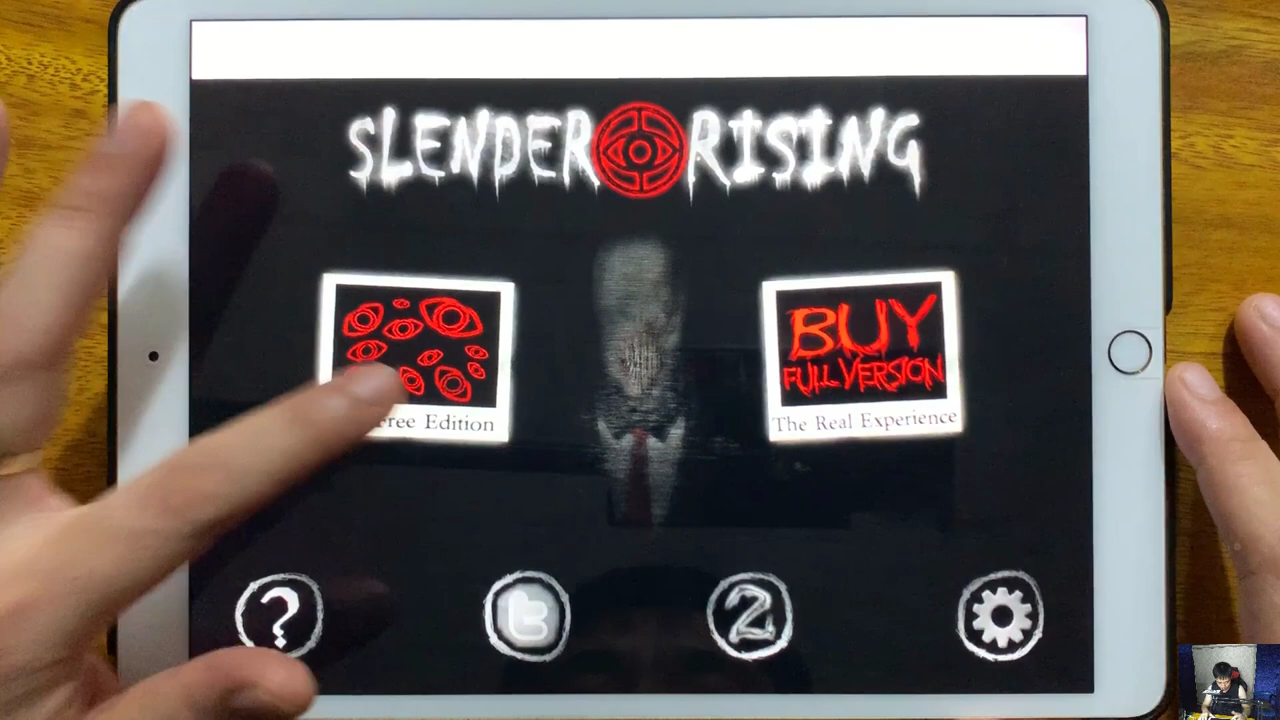 SLENDER RISING
Free Edition
BUY
FULL VERSION
The Real Experience
?
t
2